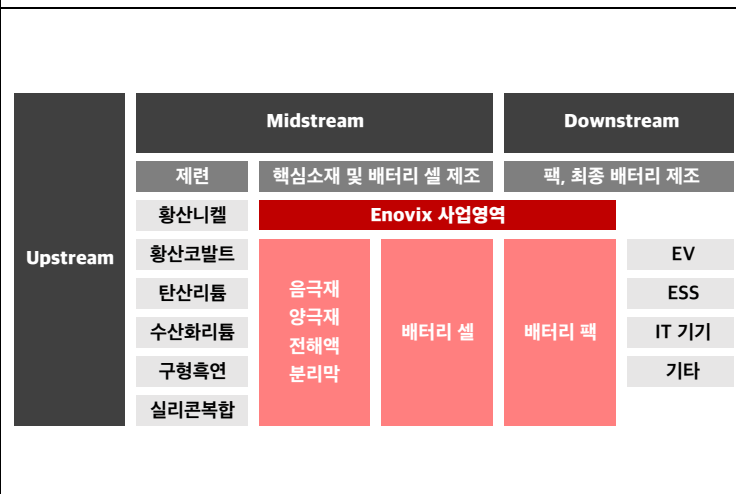 Midstream
Downstream
제련
핵심소재 및 배터리 셀 제조
팩, 최종 배터리 제조
황산니켈
Enovix 사업영역
Upstream
황산코발트
탄산리튬
수산화리튬
구형흑연
실리콘복합
음극재
양극재
전해액
분리막
배터리 셀
배터리 팩
EV
ESS
IT 기기
기타